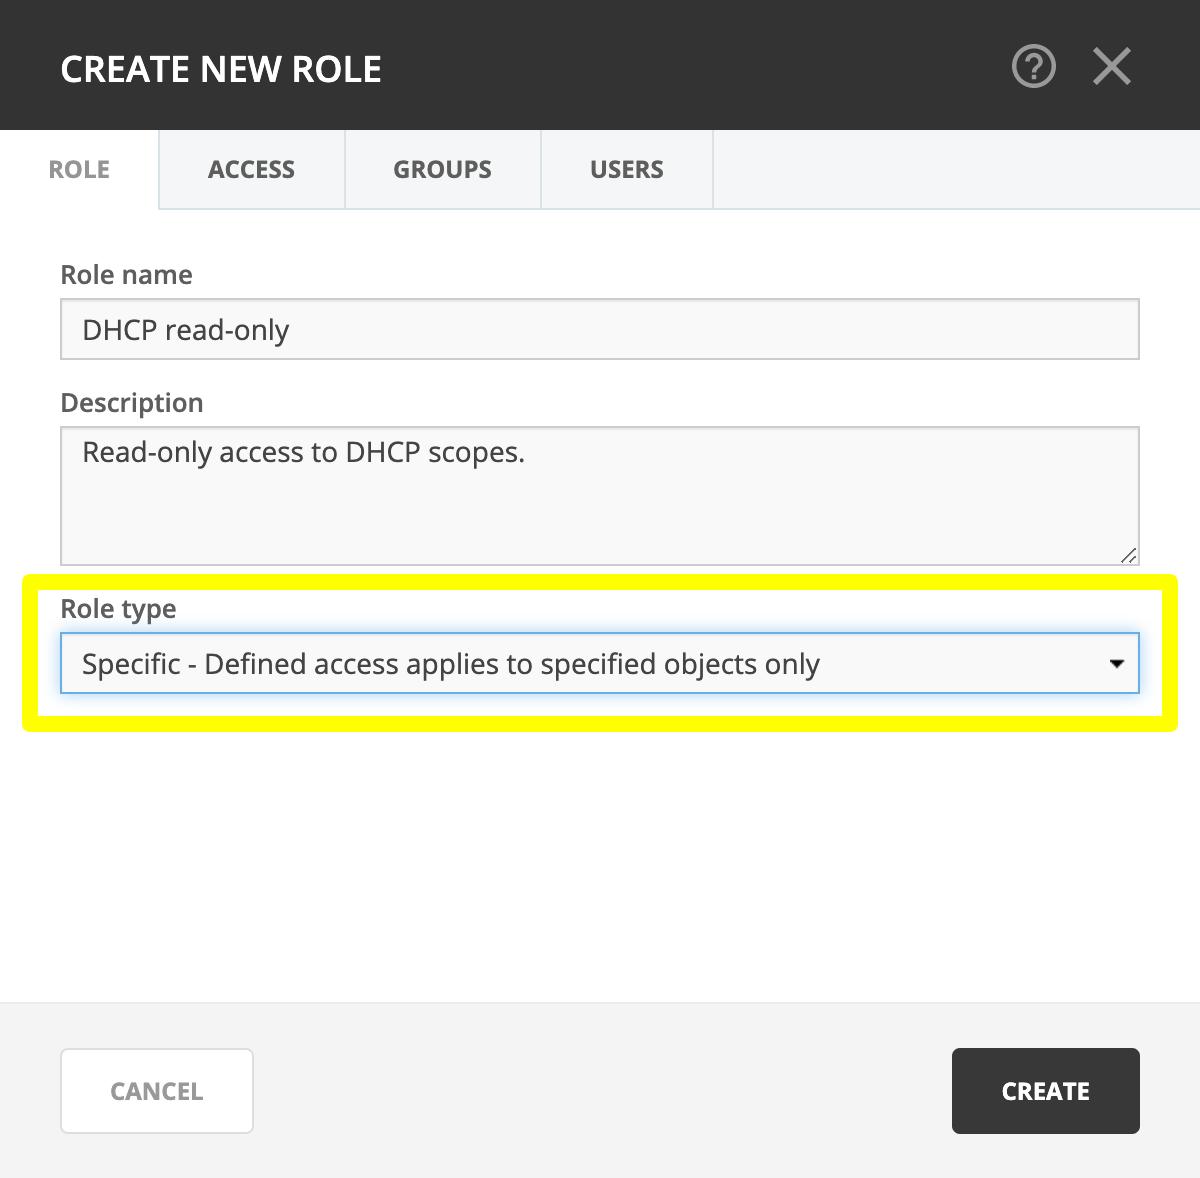 CREATE NEW ROLE
ROLE ACCESS GROUPS USERS
Role name
DHCP read-only
Description
Read-only access to DHCP scopes.
Role type
Specific - Defined access applies to specified objects only
CANCEL CREATE